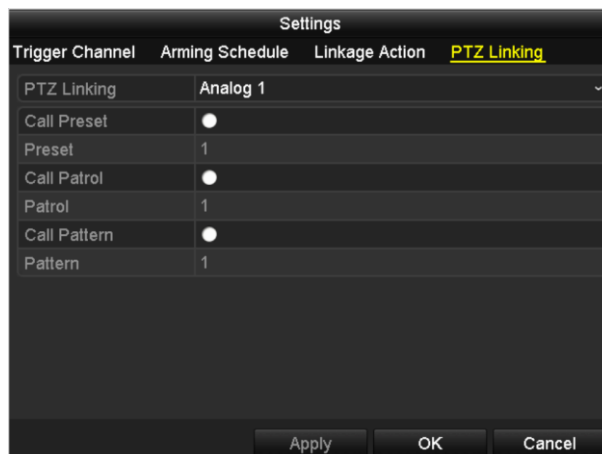 Settings
Trigger Channel Arming Schedule Linkage Action PTZ Linking
PTZ Linking Analog 1
Call Preset
Preset 1
Call Patrol
Patrol 1
Call Pattern
Pattern 1
Apply OK Cancel